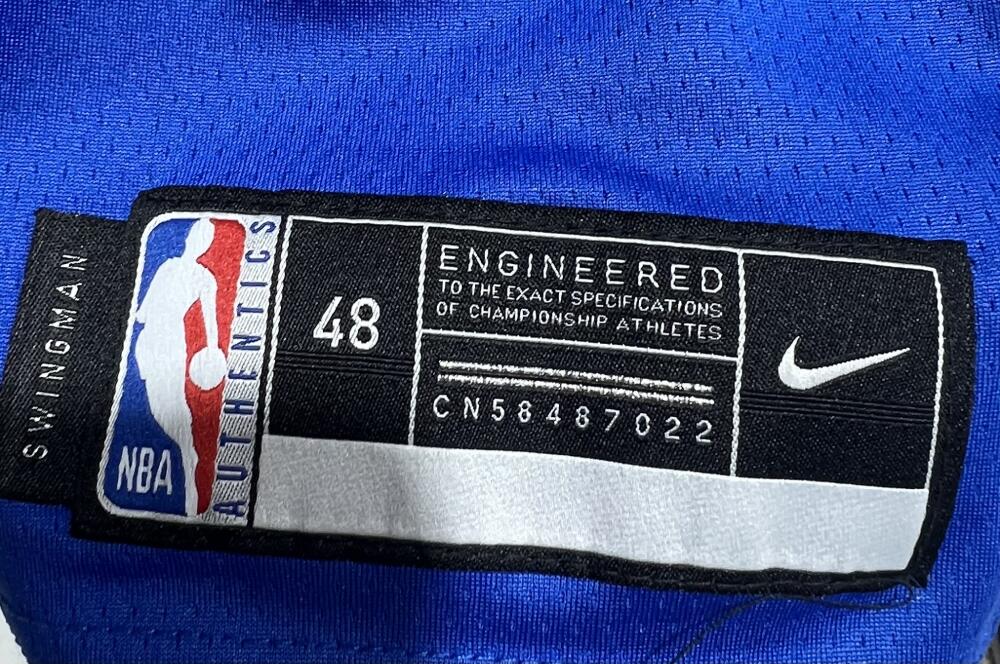 SWINGMAN
NBA
AUTHENTICS
48
ENGINEERED
TO THE EXACT SPECIFICATIONS
OF CHAMPIONSHIP ATHLETES
CN58487022